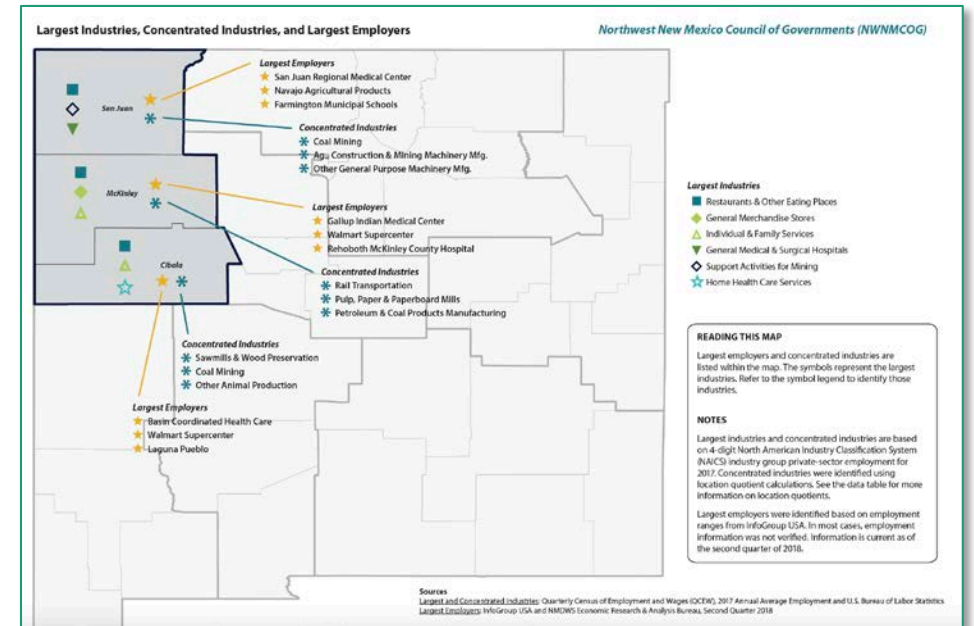 Largest Industries, Concentrated Industries, and Largest Employers
Northwest New Mexico Council of Governments (NWNMCOG)
Largest Employers
San Juan Regional Medical Center
Navajo Agricultural Products
Farmington Municipal Schools
San Juan
Concentrated Industries
Coal Mining
Ag., Construction & Mining Machinery Mfg.
Other General Purpose Machinery Mfg.
McKinley
Largest Employers
Gallup Indian Medical Center
Walmart Supercenter
Rehoboth McKinley County Hospital
Cibola
Concentrated Industries
Rail Transportation
Pulp, Paper & Paperboard Mills
Petroleum & Coal Products Manufacturing
Concentrated Industries
Sawmills & Wood Preservation
Coal Mining
Other Animal Production
Largest Employers
Basin Coordinated Health Care
Walmart Supercenter
Laguna Pueblo
Largest Industries
Restaurants & Other Eating Places
General Merchandise Stores
Individual & Family Services
General Medical & Surgical Hospitals
Support Activities for Mining
Home Health Care Services
READING THIS MAP
Largest employers and concentrated industries are
listed within the map. The symbols represent the largest
industries. Refer to the symbol legend to identify those
industries.
NOTES
Largest industries and concentrated industries are based
on 4-digit North American Industry Classification System
(NAICS) industry group private-sector employment for
2017. Concentrated industries were identified using
location quotient calculations. See the data table for more
information on location quotients.
Largest employers were identified based on employment
ranges from InfoGroup USA. In most cases, employment
information was not verified. Information is current as of
the second quarter of 2018.
Sources
Largest and Concentrated Industries: Quarterly Census of Employment and Wages (QCEW), 2017 Annual Average Employment and U.S. Bureau of Labor Statistics
Largest Employers: InfoGroup USA and NMDWS Economic Research & Analysis Bureau, Second Quarter 2018